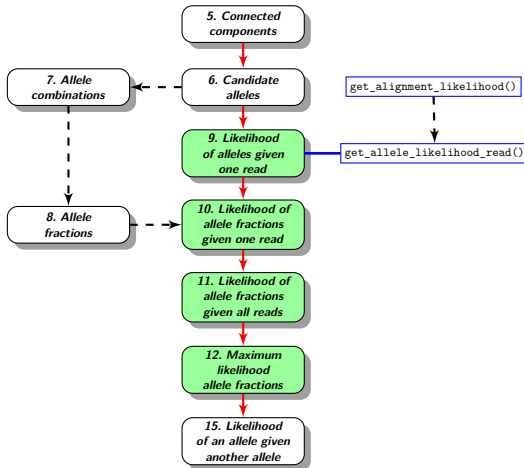 5. Connected
components
7. Allele
combinations
6. Candidate
alleles
get_alignment_likelihood()
9. Likelihood
of alleles given
one read
get_allele_likelihood_read()
8. Allele
fractions
10. Likelihood of
allele fractions
given one read
11. Likelihood of
allele fractions
given all reads
12. Maximum
likelihood
allele fractions
15. Likelihood
of an allele given
another allele